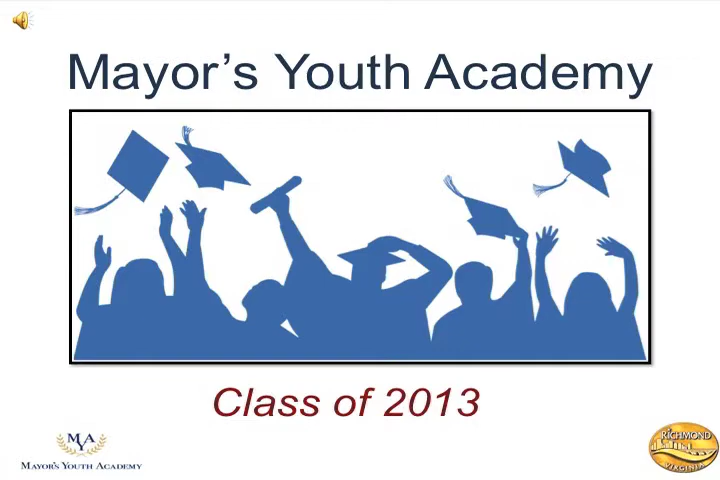 Mayor's Youth Academy
Class of 2013
MYA
MAYOR'S YOUTH ACADEMY
RICHMOND
VIRGINIA